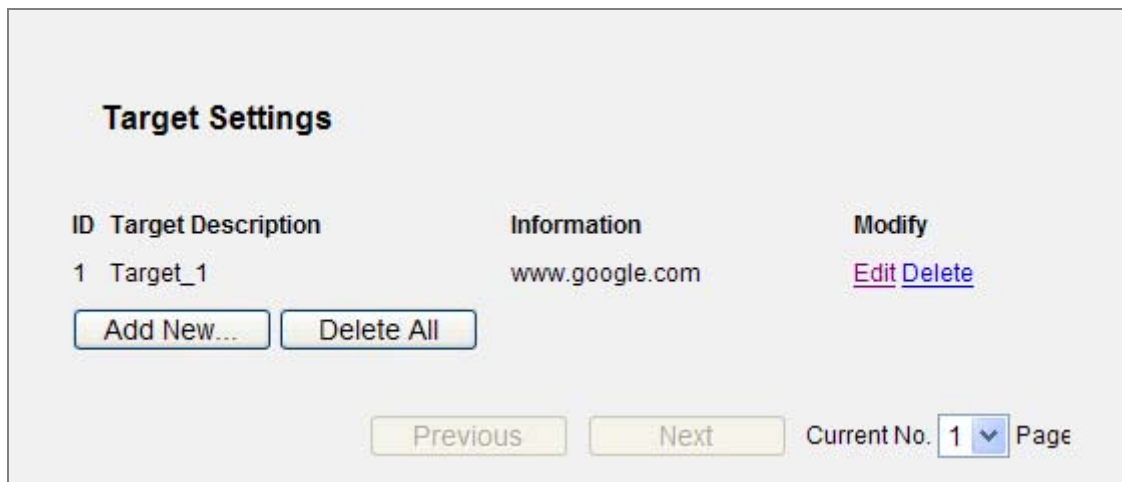 Target Settings
ID Target Description Information Modify
1 Target_1 www.google.com Edit Delete
Add New... Delete All
Previous Next Current No. 1 Page